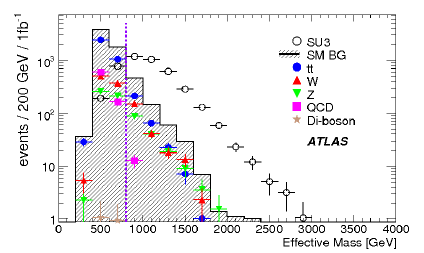 events / 200 GeV / 1fb⁻¹
10³
10²
10
1
SU3
SM BG
tt
W
Z
QCD
Di-boson
ATLAS
0 500 1000 1500 2000 2500 3000 3500 4000
Effective Mass [GeV]